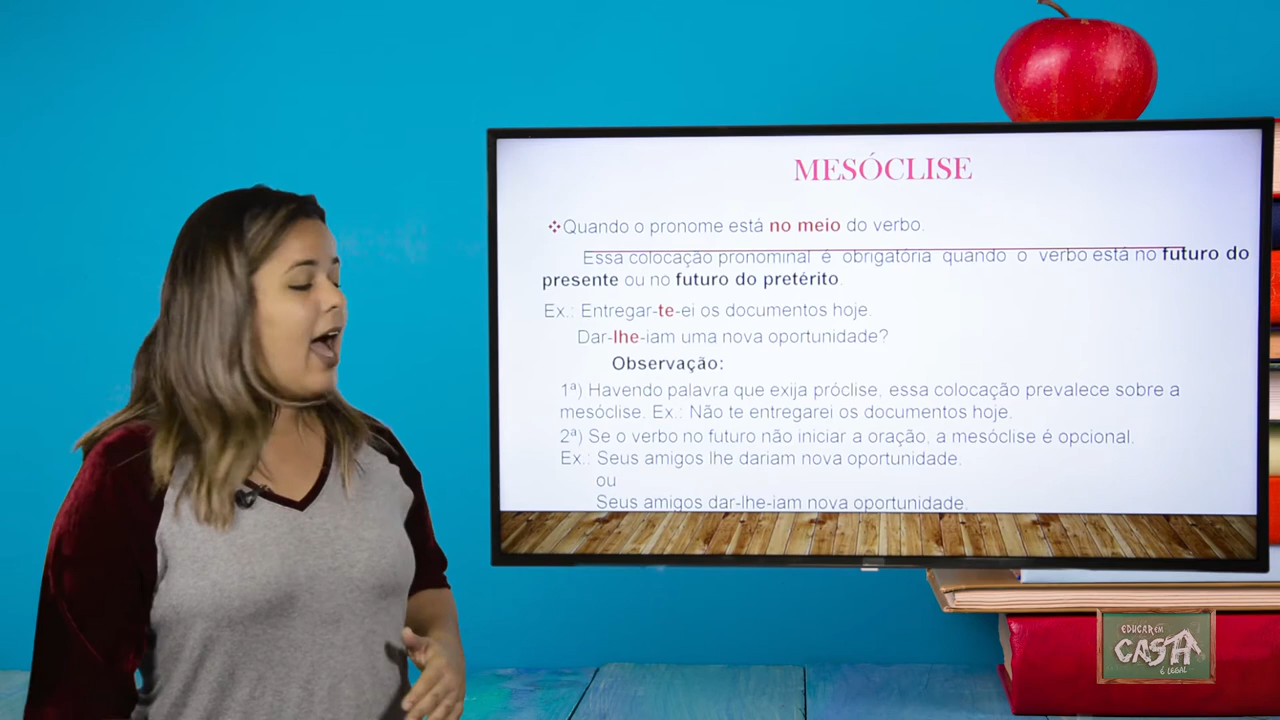 MESÓCLISE
❖Quando o pronome está no meio do verbo.
Essa colocação pronominal é obrigatória quando o verbo está no futuro do
presente ou no futuro do pretérito.
Ex.: Entregar-te-ei os documentos hoje.
Dar-lhe-iam uma nova oportunidade?
Observação:
1ª) Havendo palavra que exija próclise, essa colocação prevalece sobre a
mesóclise. Ex.: Não te entregarei os documentos hoje.
2ª) Se o verbo no futuro não iniciar a oração, a mesóclise é opcional.
Ex.: Seus amigos lhe dariam nova oportunidade.
ou
Seus amigos dar-lhe-iam nova oportunidade.
EDUCAR EM
CASA
É LEGAL